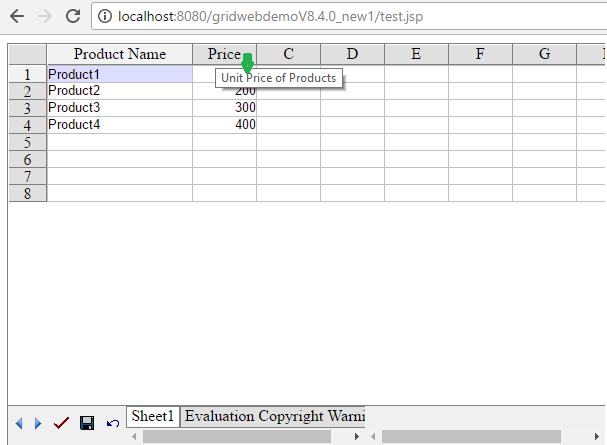 localhost:8080/gridwebdemoV8.4.0_new1/test.jsp
Product Name Price C D E F G
1 Product1
Unit Price of Products
2 Product2 200
3 Product3 300
4 Product4 400
5
6
7
8
Sheet1 Evaluation Copyright Warni